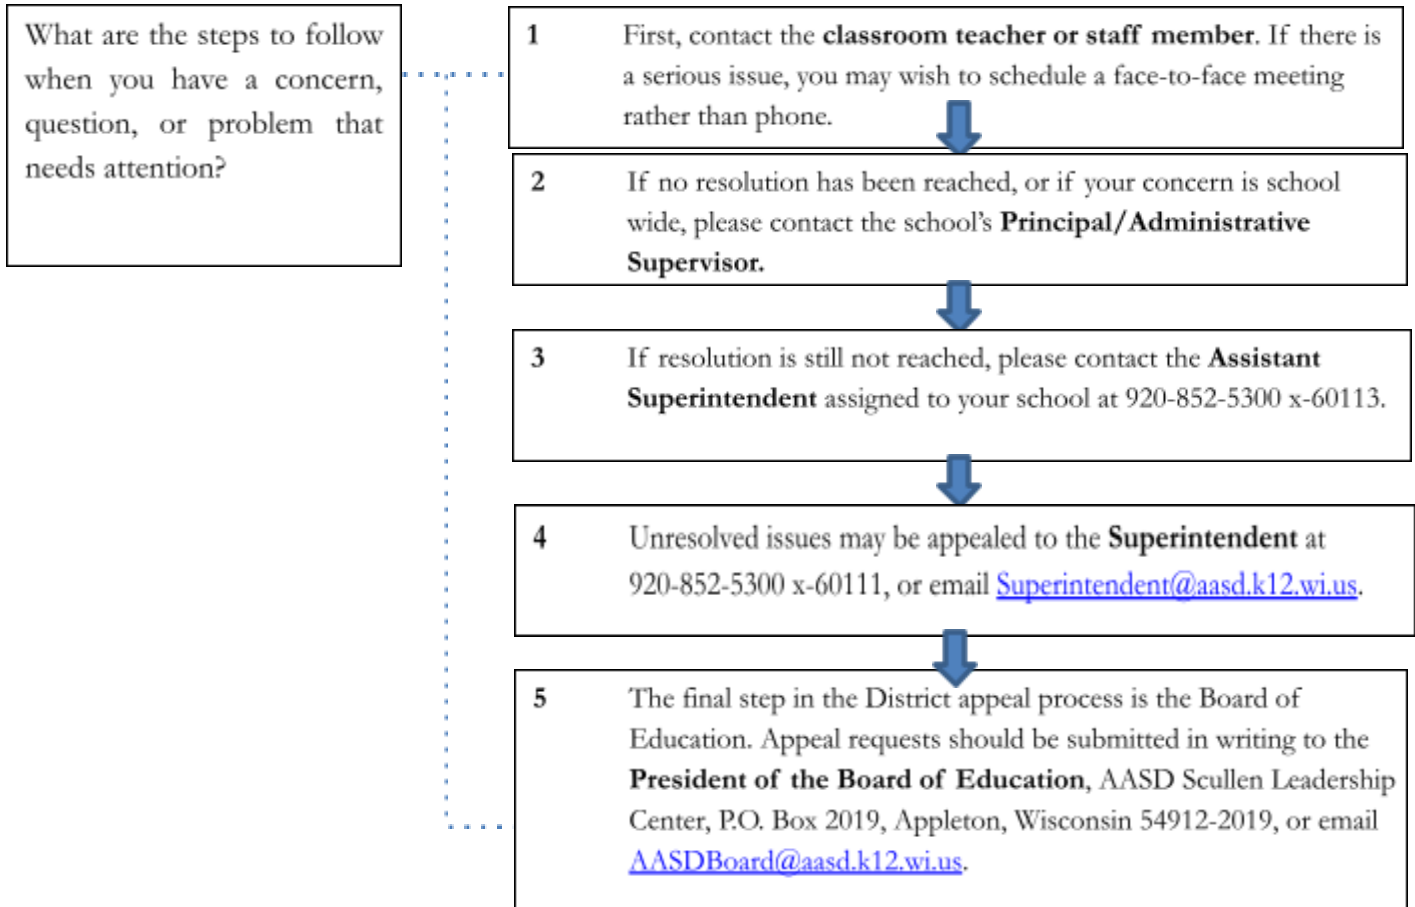 What are the steps to follow
when you have a concern,
question, or problem that
needs attention?
1 First, contact the classroom teacher or staff member. If there is
a serious issue, you may wish to schedule a face-to-face meeting
rather than phone.
2 If no resolution has been reached, or if your concern is school
wide, please contact the school's Principal/Administrative
Supervisor.
3 If resolution is still not reached, please contact the Assistant
Superintendent assigned to your school at 920-852-5300 x-60113.
4 Unresolved issues may be appealed to the Superintendent at
920-852-5300 x-60111, or email Superintendent@aasd.k12.wi.us.
5 The final step in the District appeal process is the Board of
Education. Appeal requests should be submitted in writing to the
President of the Board of Education, AASD Scullen Leadership
Center, P.O. Box 2019, Appleton, Wisconsin 54912-2019, or email
AASDBoard@aasd.k12.wi.us.